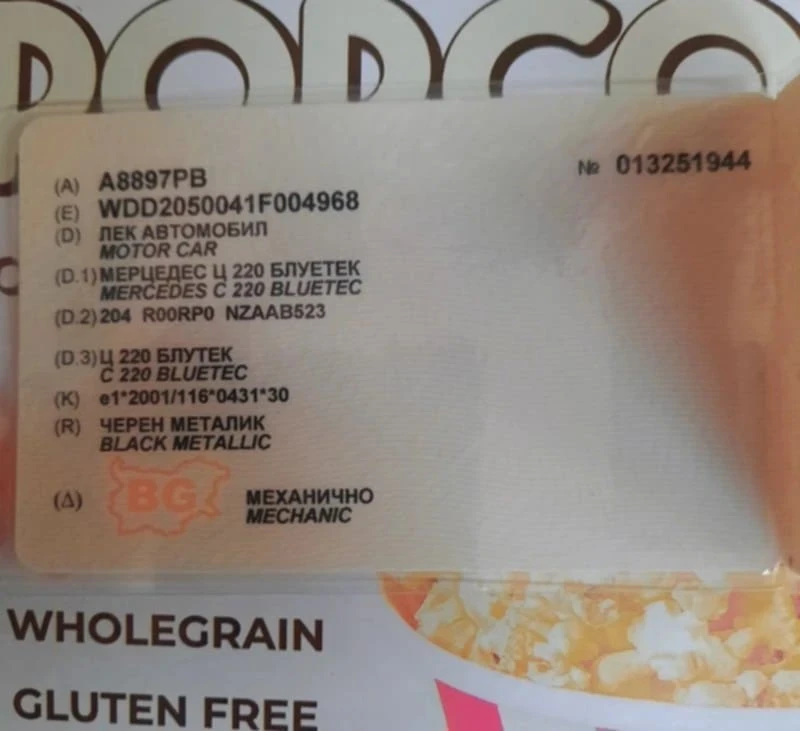 POPCO
(A) A8897PB
№ 013251944
(E) WDD2050041F004968
(D) ЛЕК АВТОМОБИЛ
MOTOR CAR
(D.1) МЕРЦЕДЕС Ц 220 БЛУЕТЕК
MERCEDES C 220 BLUETEC
(D.2) 204 R00RP0 NZAAB523
(D.3) Ц 220 БЛУТЕК
C 220 BLUETEC
(K) e1*2001/116*0431*30
(R) ЧЕРЕН МЕТАЛИК
BLACK METALLIC
(Δ) BG МЕХАНИЧНО
MECHANIC
WHOLEGRAIN
GLUTEN FREE